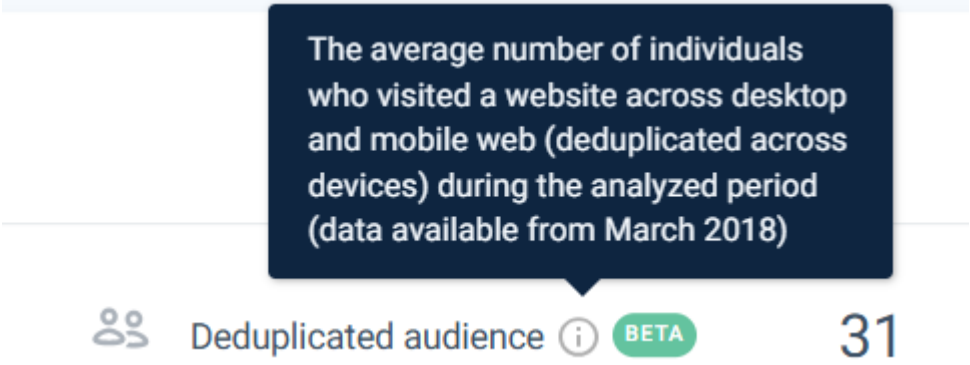 The average number of individuals
who visited a website across desktop
and mobile web (deduplicated across
devices) during the analyzed period
(data available from March 2018)
Deduplicated audience BETA 31